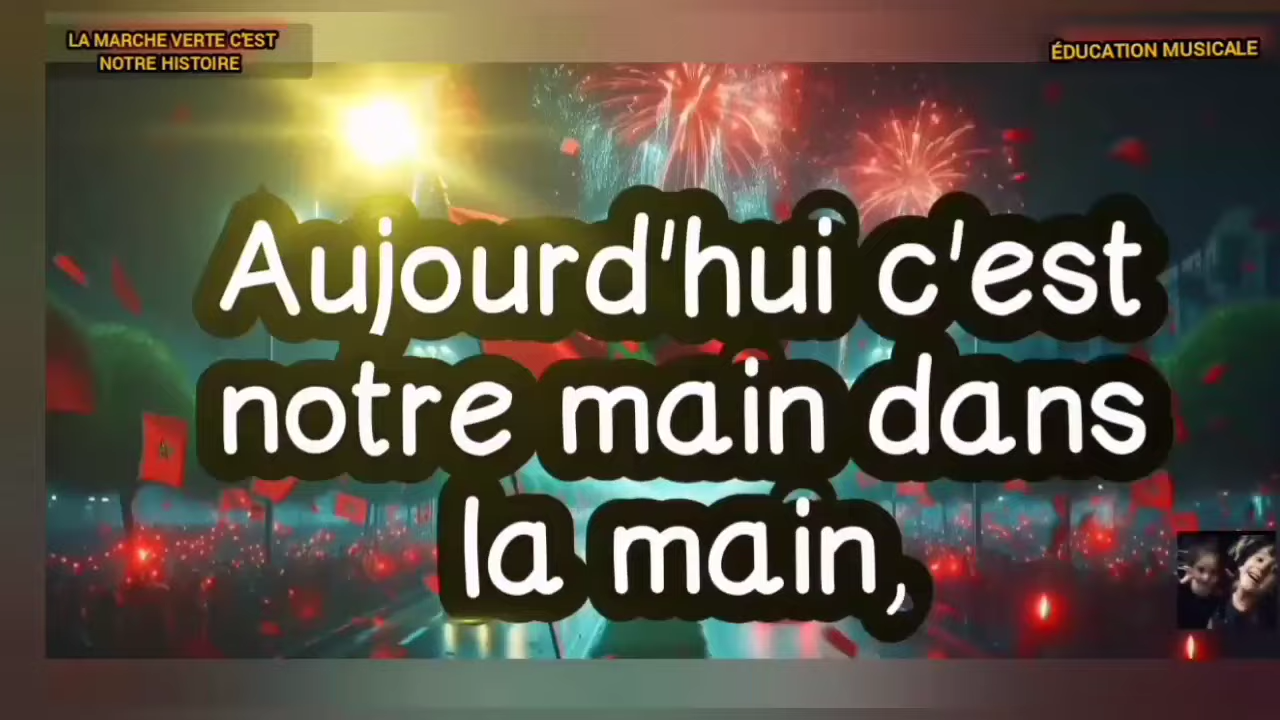 LA MARCHE VERTE C'EST
NOTRE HISTOIRE
ÉDUCATION MUSICALE
Aujourd'hui c'est
notre main dans
la main,